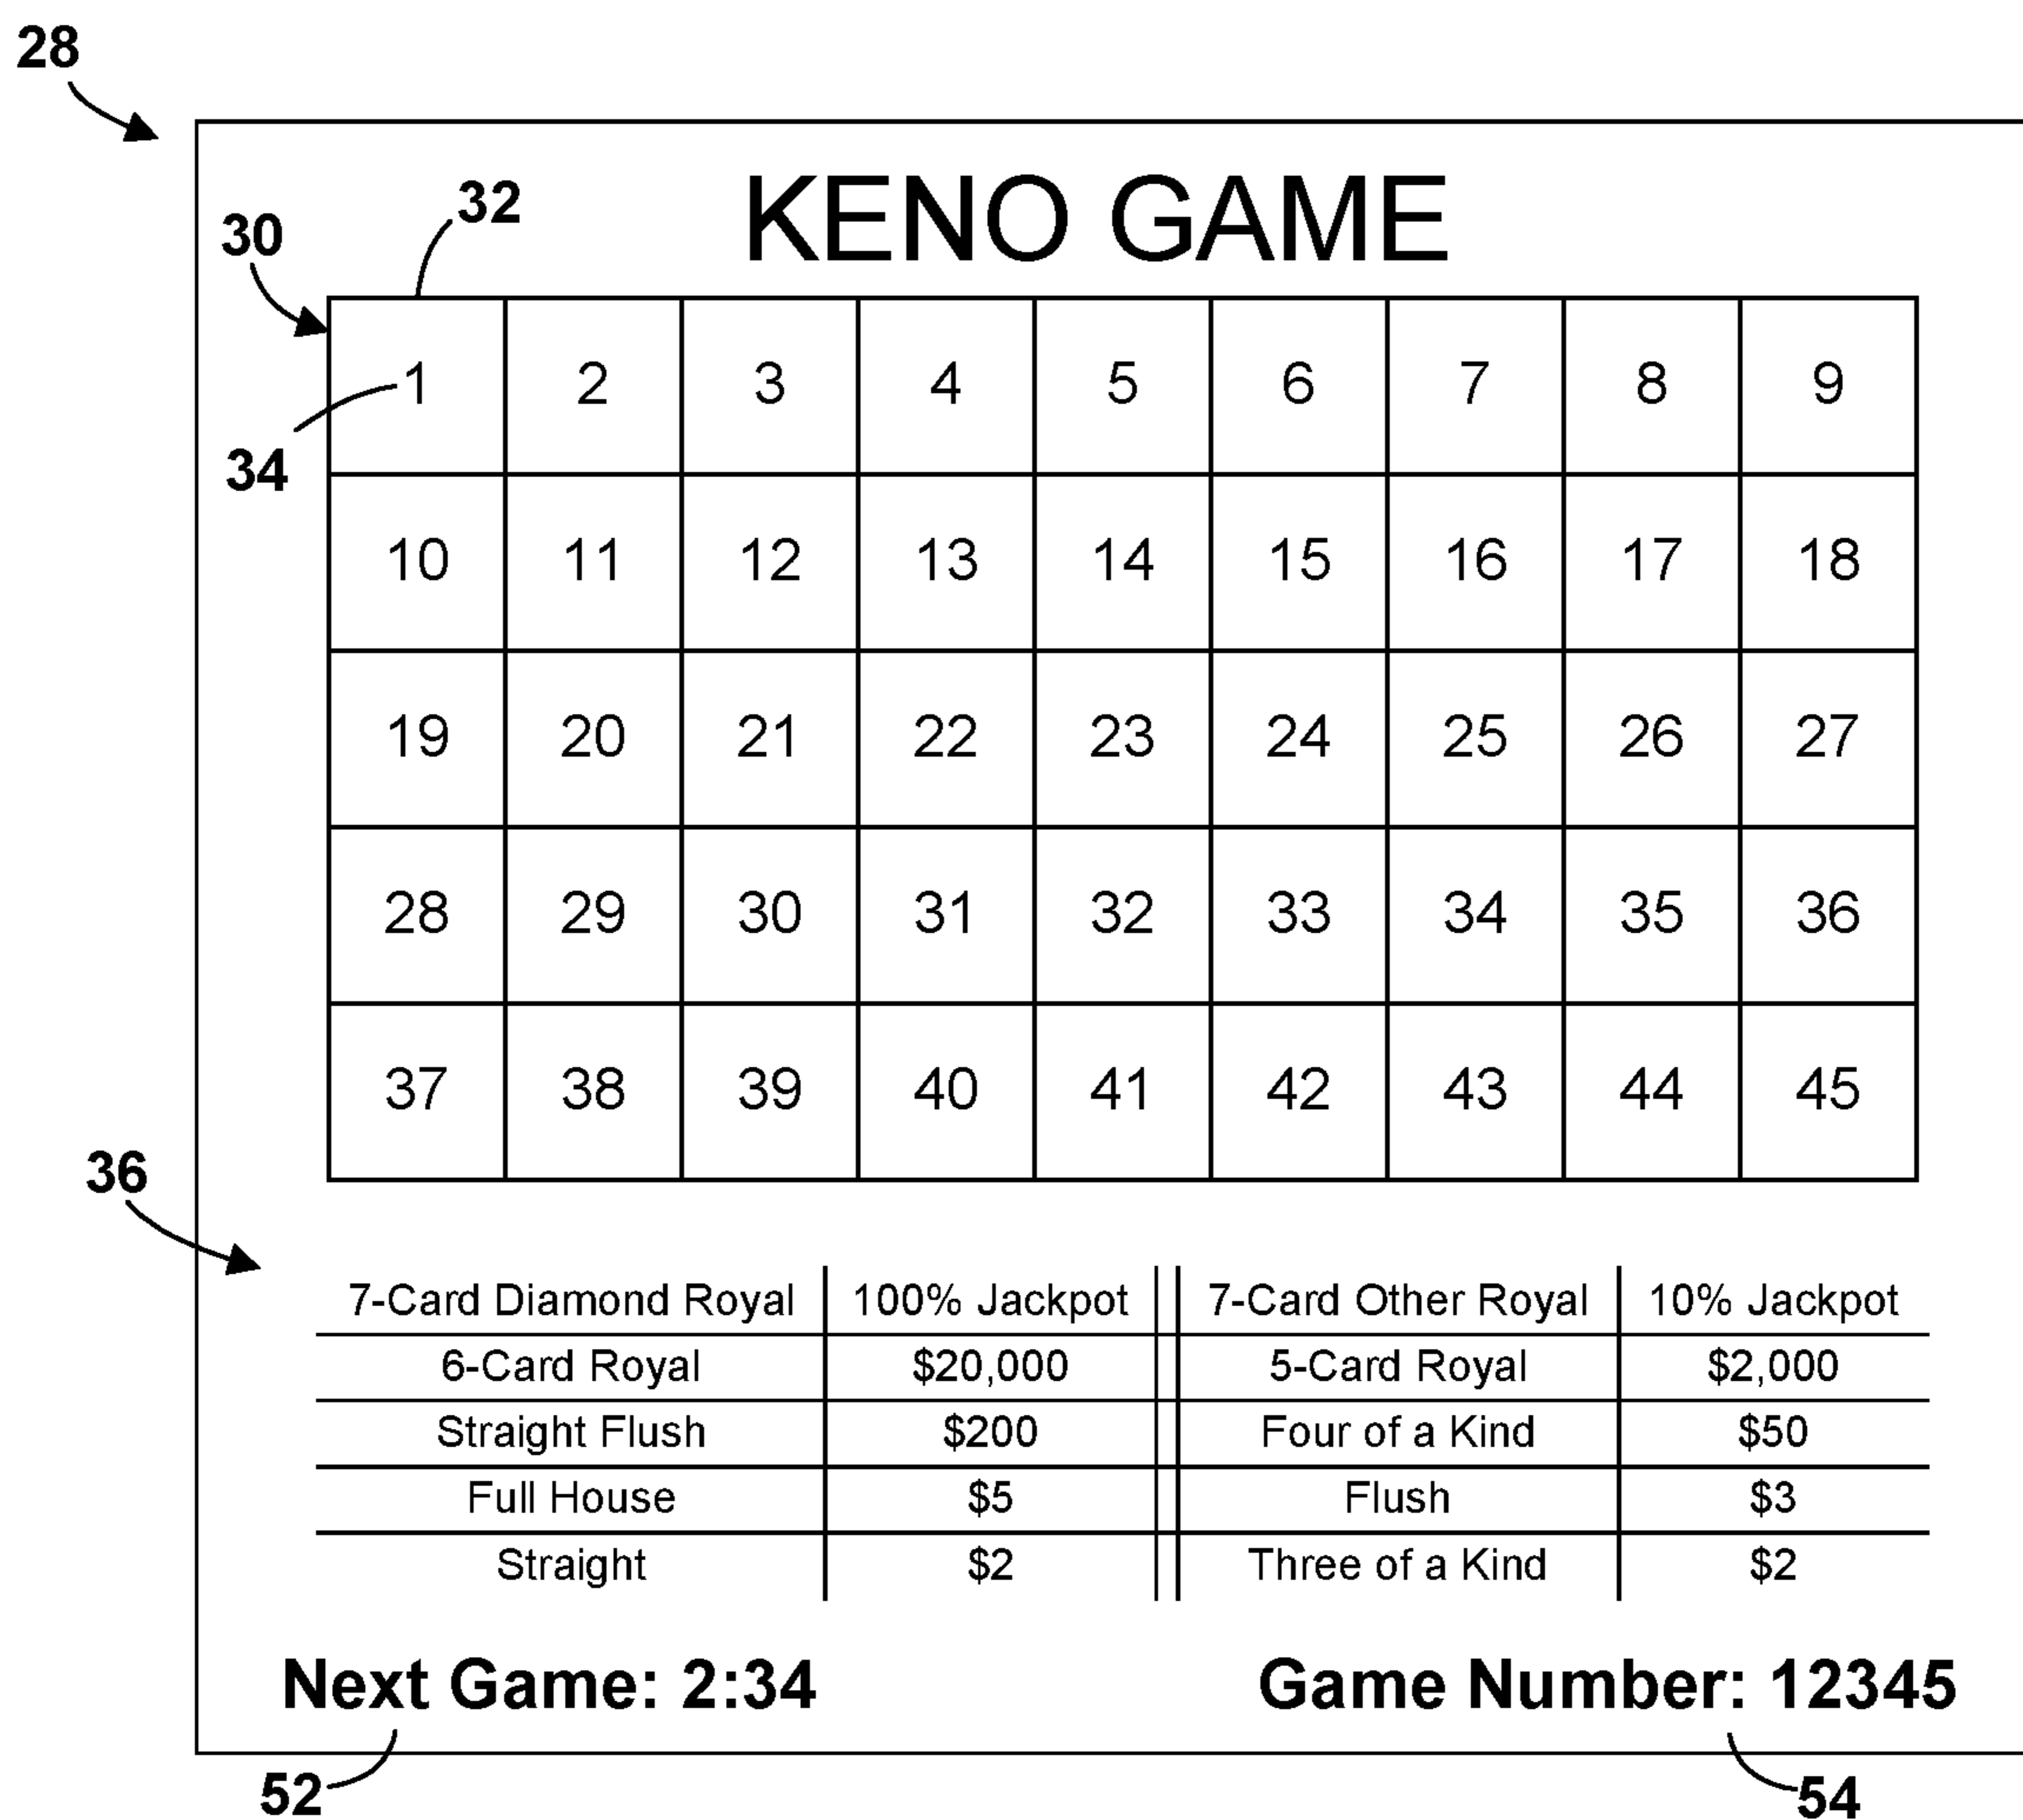 28
KENO GAME
32
30
1 2 3 4 5 6 7 8 9
34
10 11 12 13 14 15 16 17 18
19 20 21 22 23 24 25 26 27
28 29 30 31 32 33 34 35 36
37 38 39 40 41 42 43 44 45
36
7-Card Diamond Royal 100% Jackpot 7-Card Other Royal 10% Jackpot
6-Card Royal $20,000 5-Card Royal $2,000
Straight Flush $200 Four of a Kind $50
Full House $5 Flush $3
Straight $2 Three of a Kind $2
Next Game: 2:34 Game Number: 12345
52 54